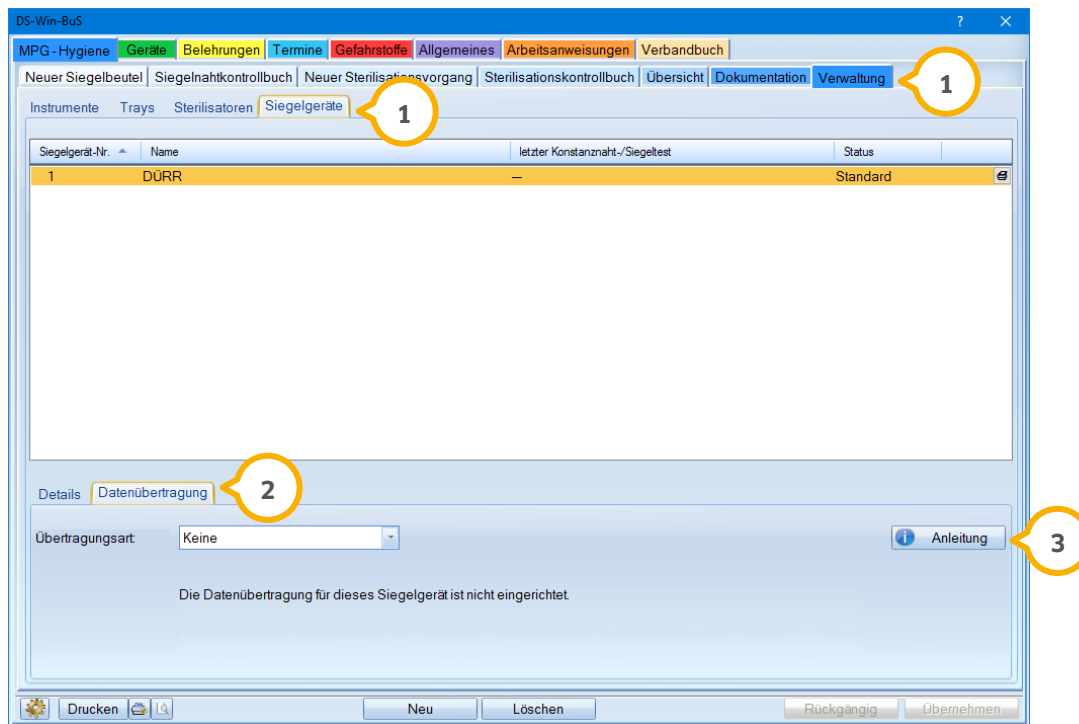 DS-Win-BuS ?
MPG - Hygiene Geräte Belehrungen Termine Gefahrstoffe Allgemeines Arbeitsanweisungen Verbandbuch
Neuer Siegelbeutel Siegelnahtkontrollbuch Neuer Sterilisationsvorgang Sterilisationskontrollbuch Übersicht Dokumentation Verwaltung 1
Instrumente Trays Sterilisatoren Siegelgeräte 1
Siegelgerät-Nr. Name letzter Konstanznaht-/Siegeltest Status
1 DÜRR — Standard
Details Datenübertragung 2
Übertragungsart: Keine Anleitung 3
Die Datenübertragung für dieses Siegelgerät ist nicht eingerichtet.
Drucken Neu Löschen Rückgängig Übernehmen